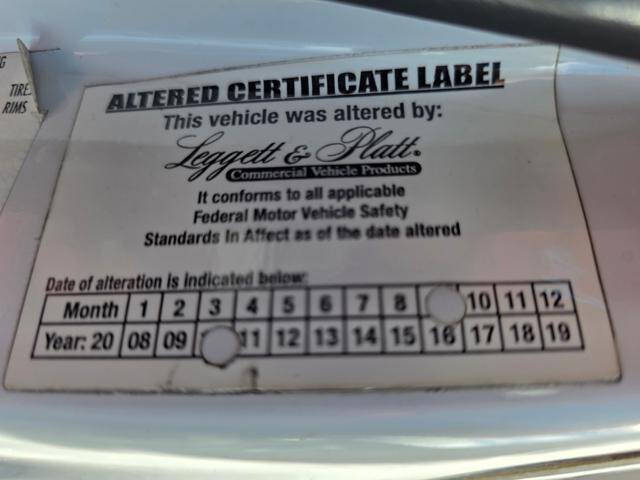 G
TIRE
RIMS
ALTERED CERTIFICATE LABEL
This vehicle was altered by:
Leggett & Platt®
Commercial Vehicle Products
It conforms to all applicable
Federal Motor Vehicle Safety
Standards In Affect as of the date altered
Date of alteration is indicated below:
Month 1 2 3 4 5 6 7 8 10 11 12
Year: 20 08 09 11 12 13 14 15 16 17 18 19